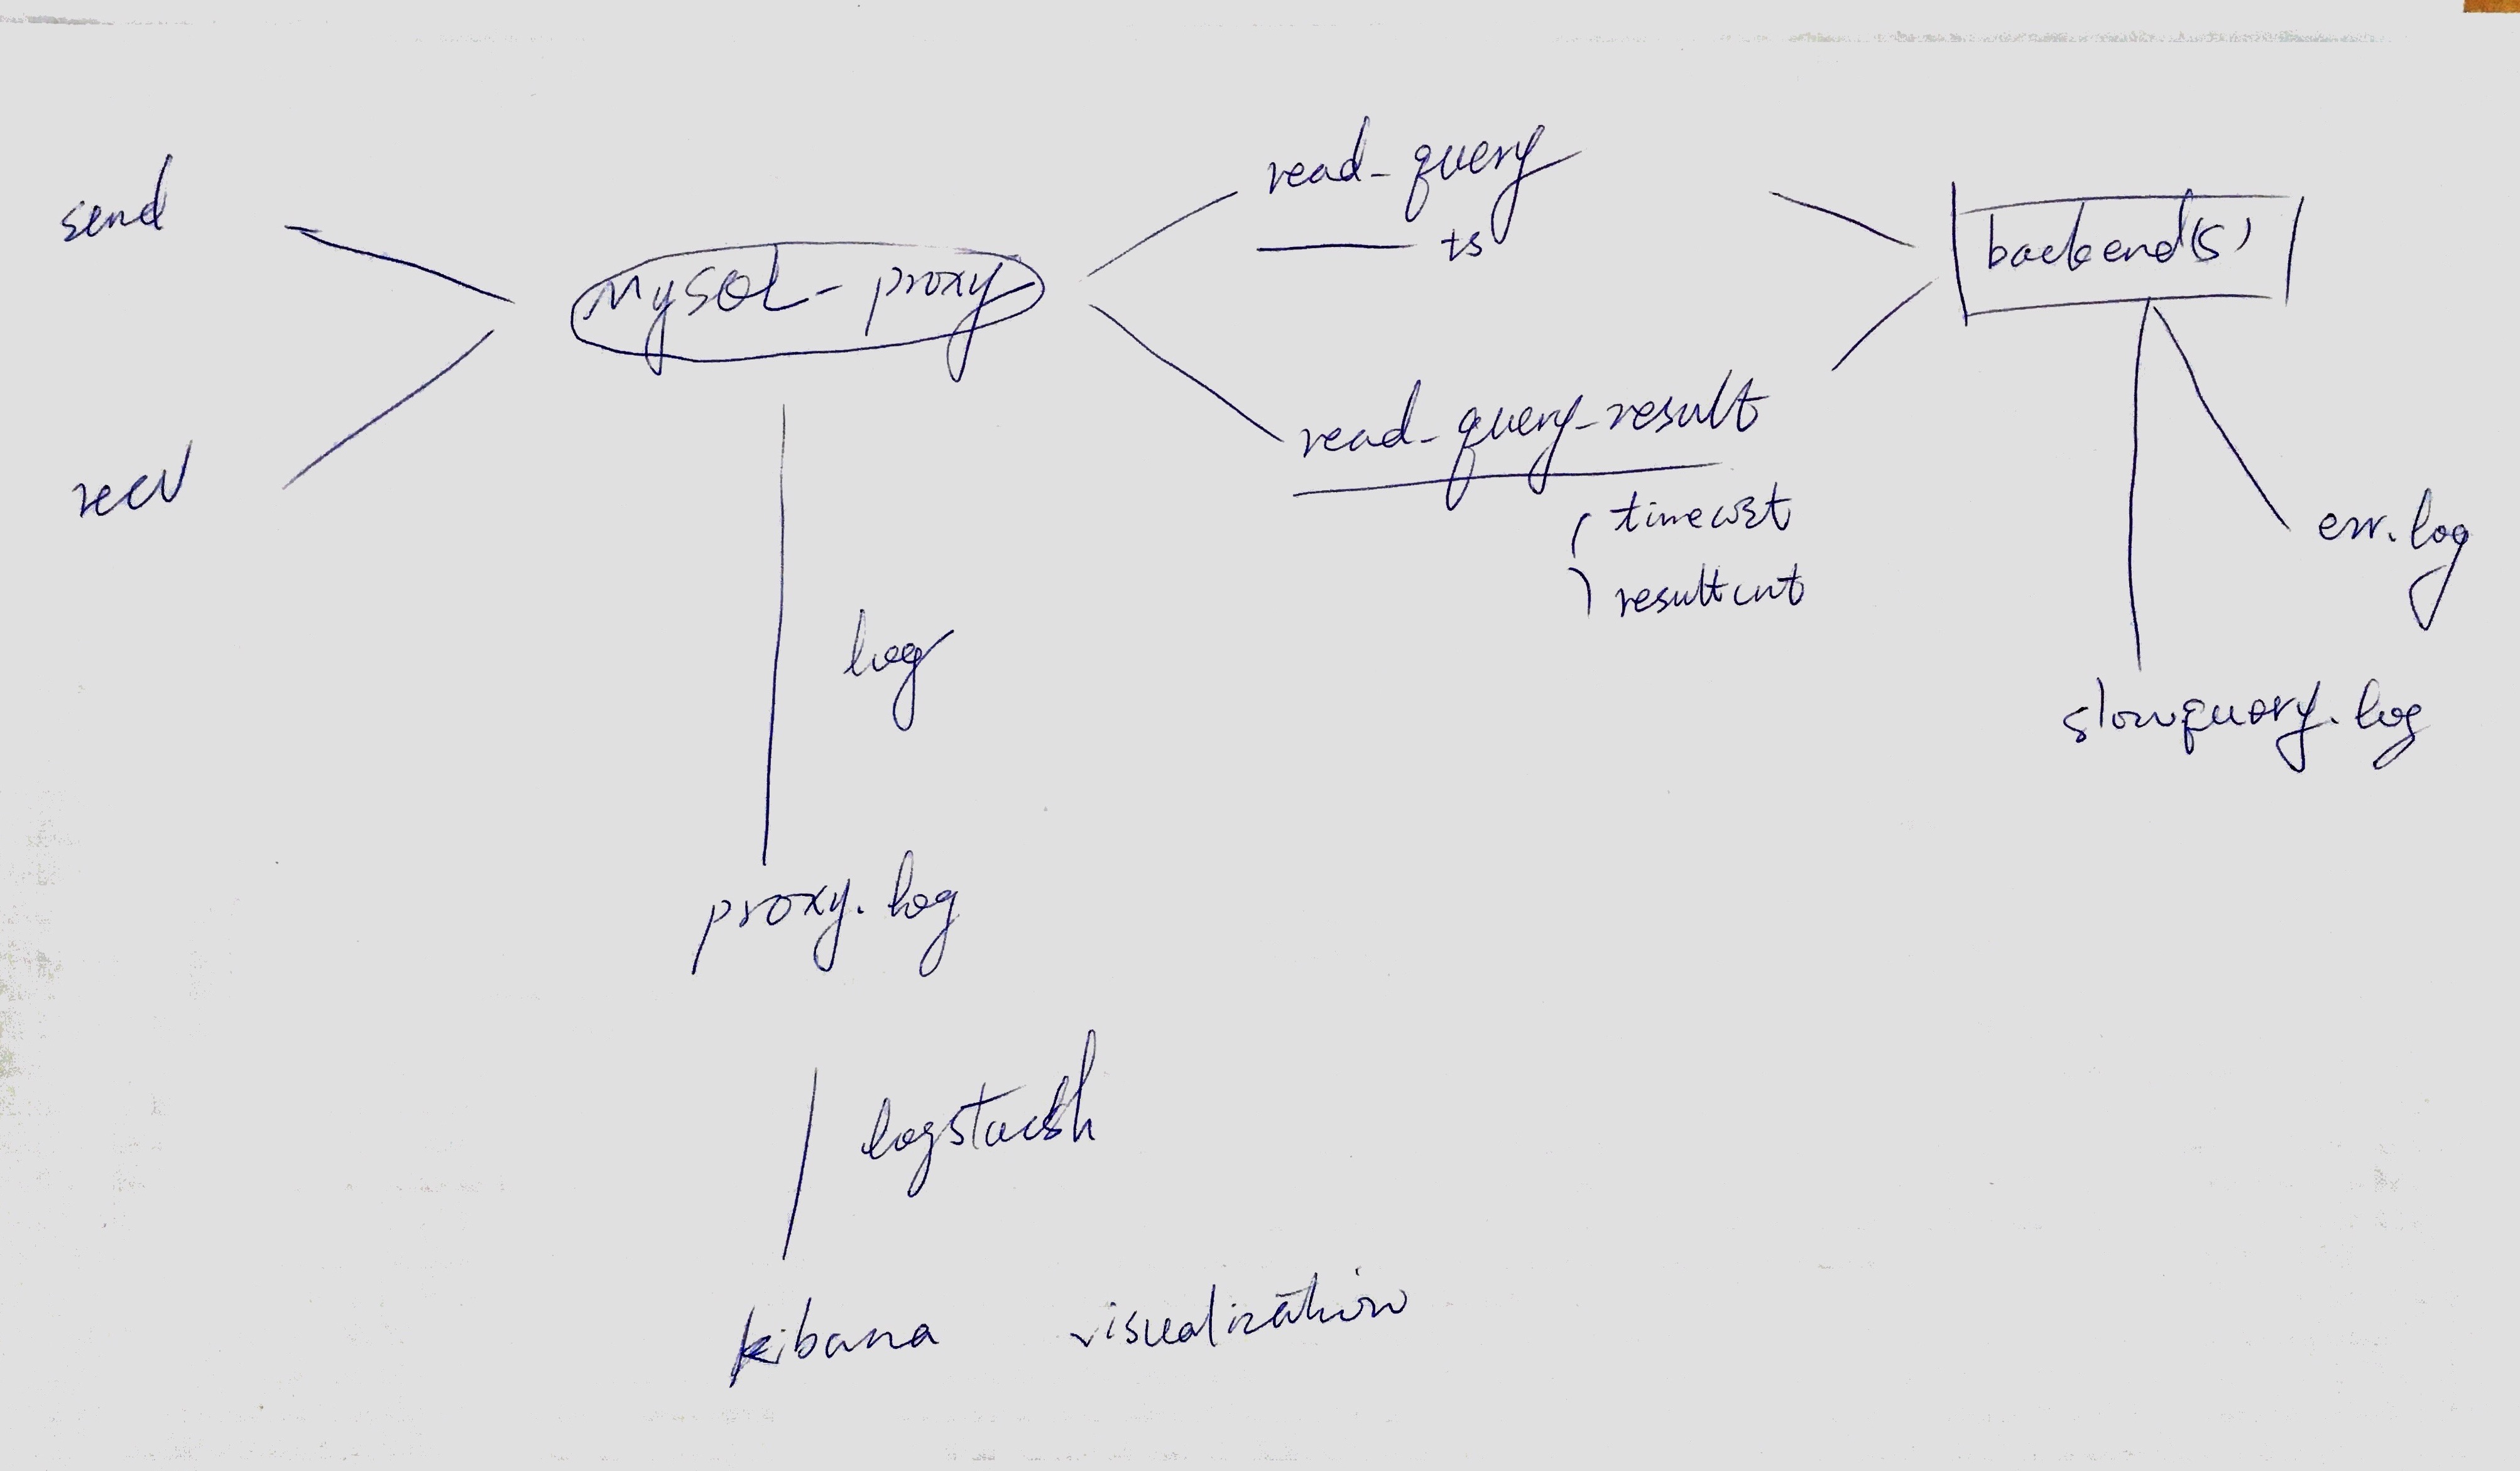 send
recv
MySQL-proxy
read_query
ts
read_query_result
timecost
resultcnt
backend(s)
err.log
slowquery.log
log
proxy.log
logstash
kibana visualization